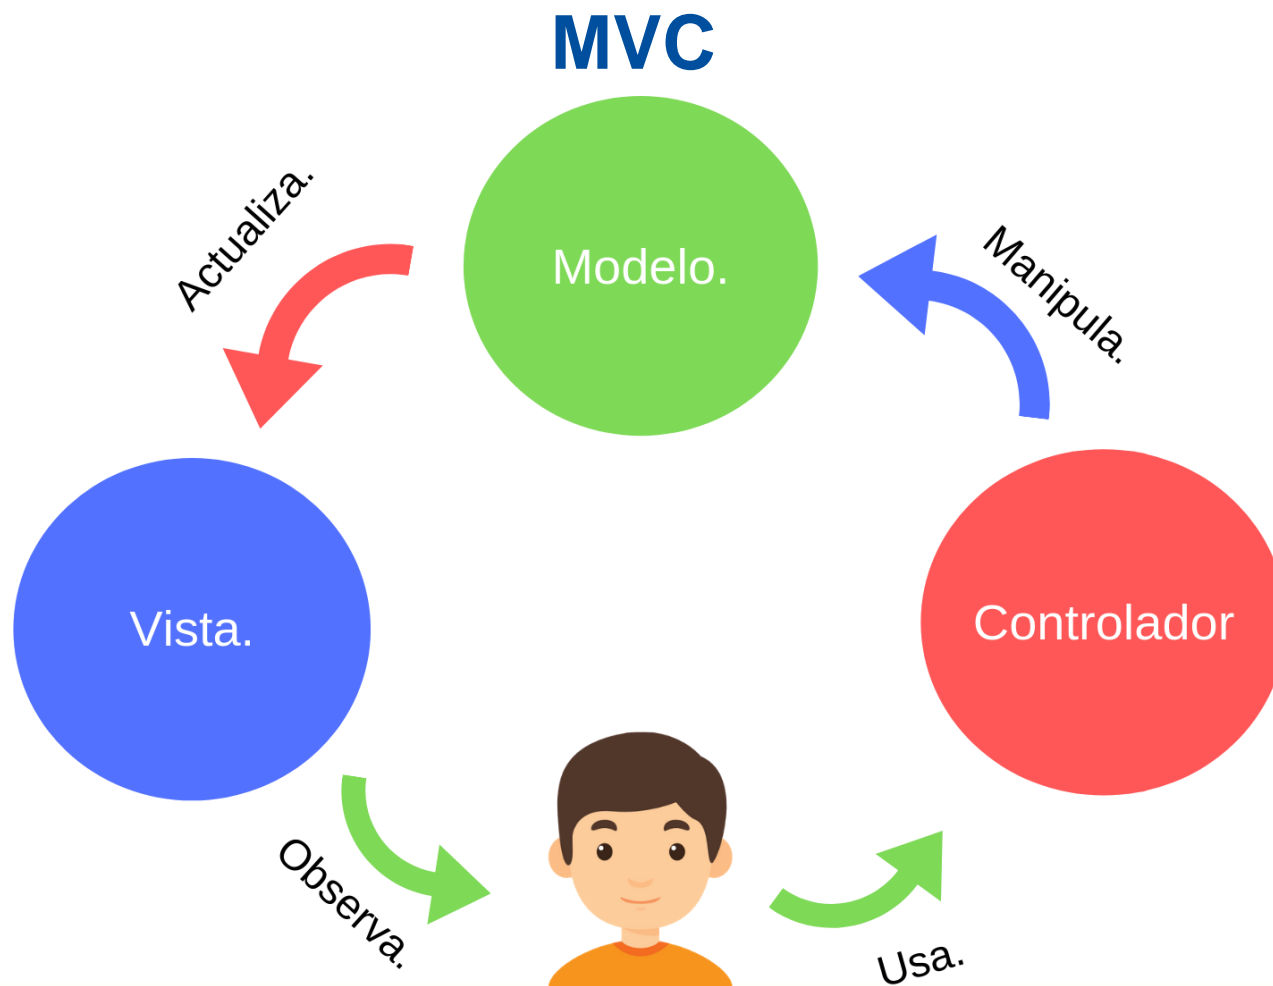 MVC
Actualiza.
Modelo.
Manipula.
Vista.
Controlador
Observa.
Usa.